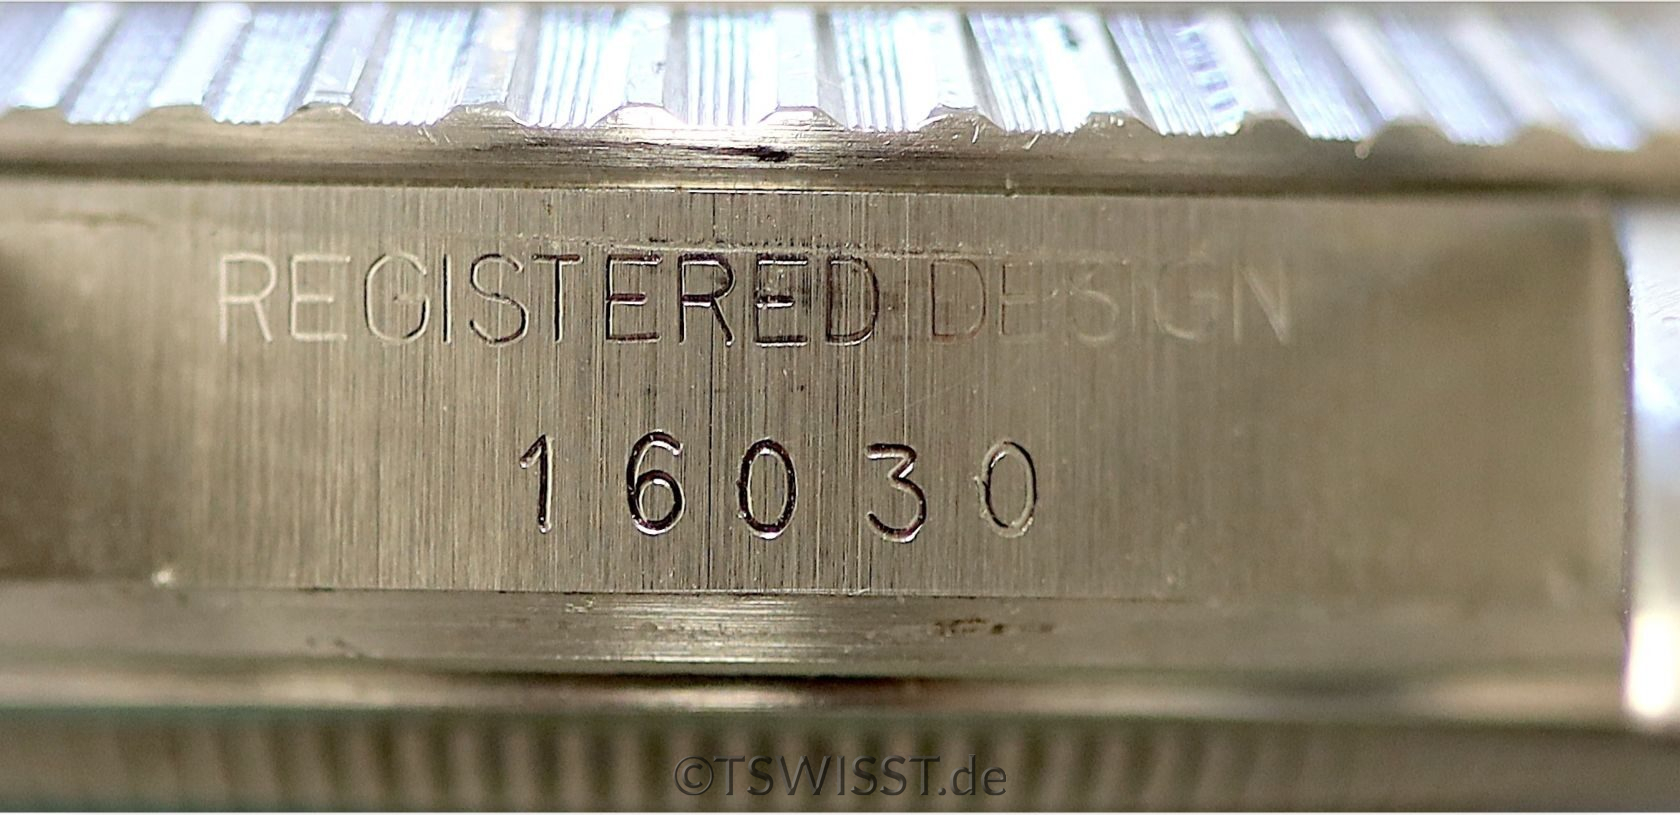 REGISTERED DESIGN
16030
©TSWISST.de